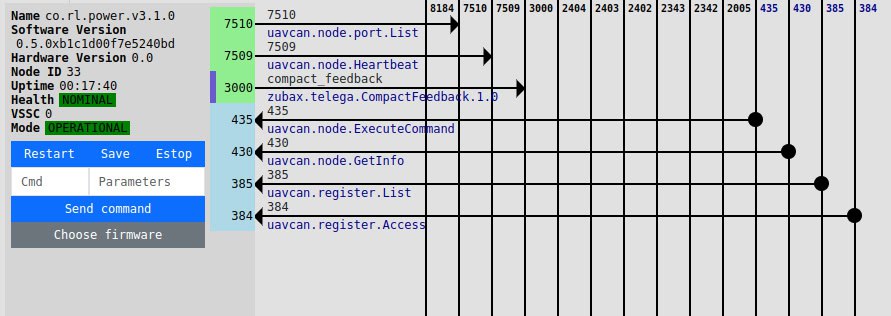 Name co.rl.power.v3.1.0
Software Version
0.5.0xb1c1d00f7e5240bd
Hardware Version 0.0
Node ID 33
Uptime 00:17:40
Health NOMINAL
VSSC 0
Mode OPERATIONAL
Restart Save Estop
Cmd Parameters
Send command
Choose firmware
7510
7509
3000
435
430
385
384
7510
uavcan.node.port.List
7509
uavcan.node.Heartbeat
compact_feedback
zubax.telega.CompactFeedback.1.0
435
uavcan.node.ExecuteCommand
430
uavcan.node.GetInfo
385
uavcan.register.List
384
uavcan.register.Access
8184 7510 7509 3000 2404 2403 2402 2343 2342 2005 435 430 385 384